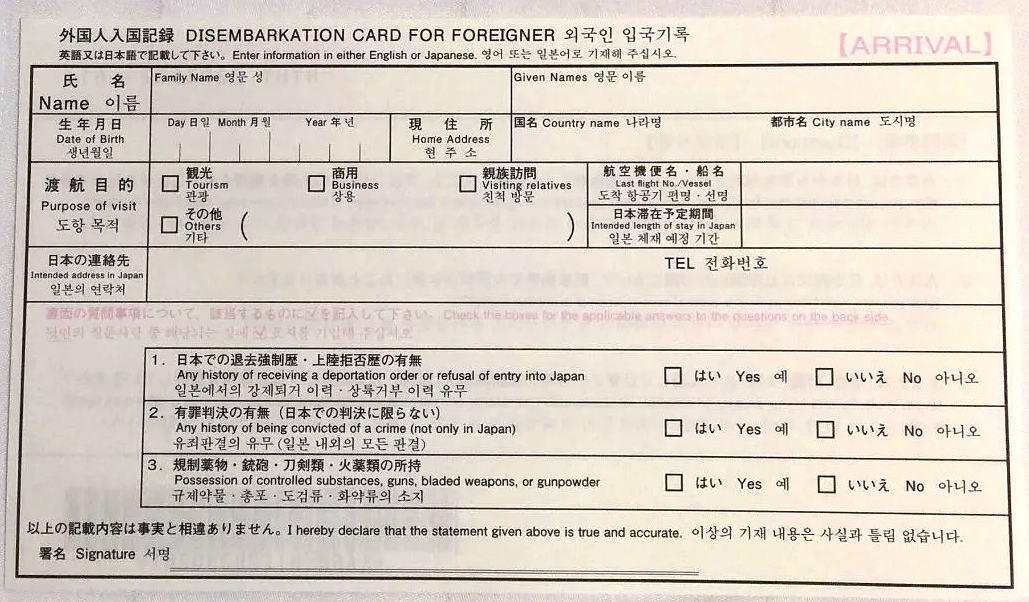 外国人入国記録 DISEMBARKATION CARD FOR FOREIGNER 외국인 입국기록
英語又は日本語で記載して下さい。Enter information in either English or Japanese. 영어 또는 일본어로 기재해 주십시오.
【ARRIVAL】
氏 名
Name 이름
Family Name 영문 성
Given Names 영문 이름
生年月日
Date of Birth
생년월일
Day 日 일 Month 月 월 Year 年 년
現 住 所
Home Address
현 주 소
国名 Country name 나라명
都市名 City name 도시명
渡航目的
Purpose of visit
도항 목적
観光
Tourism
관광
商用
Business
상용
親族訪問
Visiting relatives
친척 방문
その他
Others
기타
( )
航空機便名・船名
Last flight No./Vessel
도착 항공기 편명・선명
日本滞在予定期間
Intended length of stay in Japan
일본 체재 예정 기간
日本の連絡先
Intended address in Japan
일본의 연락처
TEL 전화번호
裏面の質問事項について、該当するものに✓を記入して下さい。Check the boxes for the applicable answers to the questions on the back side.
뒷면의 질문사항 중 해당되는 것에 ✓ 표시를 기입해 주십시오.
1. 日本での退去強制歴・上陸拒否歴の有無
Any history of receiving a deportation order or refusal of entry into Japan
일본에서의 강제퇴거 이력・상륙거부 이력 유무
はい Yes 예 いいえ No 아니오
2. 有罪判決の有無（日本での判決に限らない）
Any history of being convicted of a crime (not only in Japan)
유죄판결의 유무(일본 내외의 모든 판결)
はい Yes 예 いいえ No 아니오
3. 規制薬物・銃砲・刀剣類・火薬類の所持
Possession of controlled substances, guns, bladed weapons, or gunpowder
규제약물・총포・도검류・화약류의 소지
はい Yes 예 いいえ No 아니오
以上の記載内容は事実と相違ありません。I hereby declare that the statement given above is true and accurate. 이상의 기재 내용은 사실과 틀림 없습니다.
署名 Signature 서명